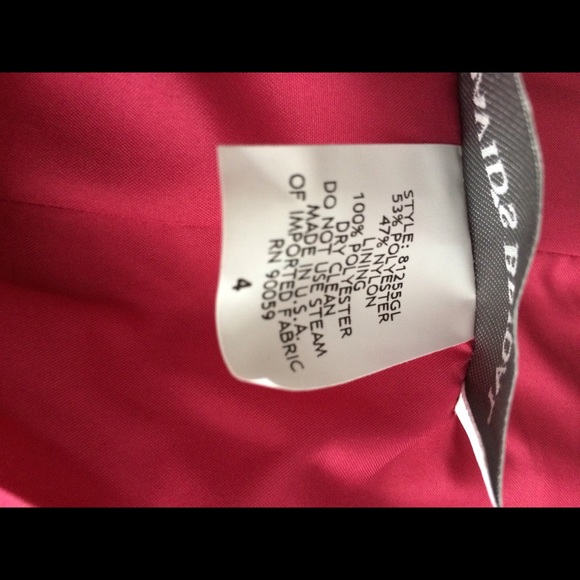 STYLE: 81255GL
53% POLYESTER
47% NYLON
LINING
100% POLYESTER
DRY CLEAN
DO NOT USE STEAM
MADE IN U.S.A.
OF IMPORTED FABRIC
RN 90059
4